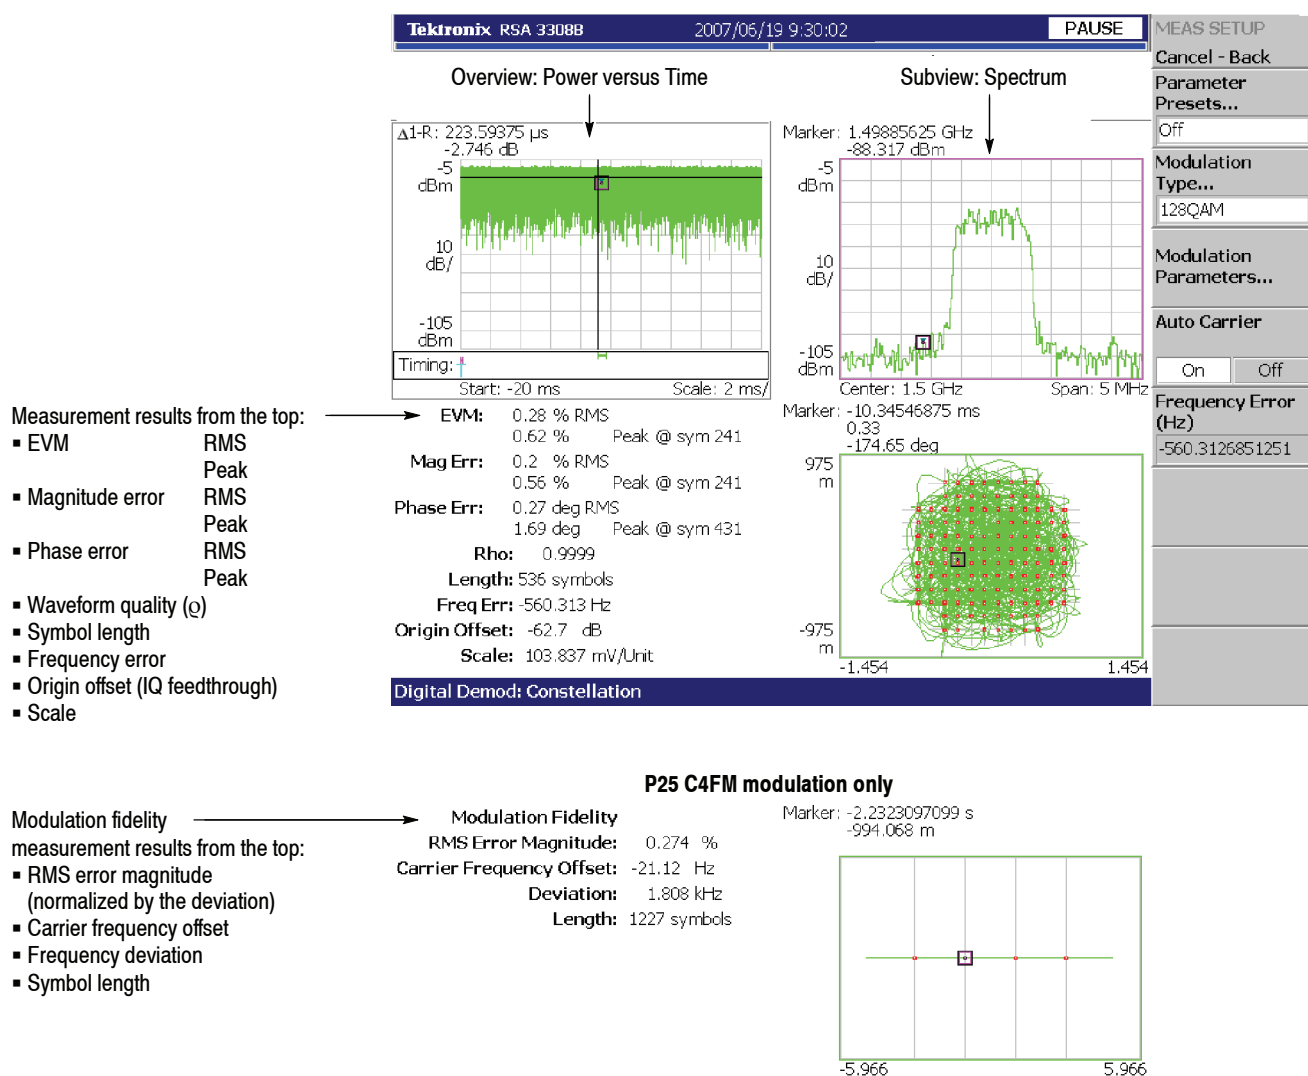 Tektronix RSA 3308B 2007/06/19 9:30:02 PAUSE
MEAS SETUP
Cancel - Back
Parameter
Presets...
Off
Modulation
Type...
128QAM
Modulation
Parameters...
Auto Carrier
On Off
Frequency Error
(Hz)
-560.3126851251
Overview: Power versus Time
Δ1-R: 223.59375 µs
-2.746 dB
-5
dBm
10
dB/
-105
dBm
Timing:
Start: -20 ms Scale: 2 ms/
Subview: Spectrum
Marker: 1.49885625 GHz
-88.317 dBm
-5
dBm
10
dB/
-105
dBm
Center: 1.5 GHz Span: 5 MHz
Measurement results from the top:
▪ EVM RMS
Peak
▪ Magnitude error RMS
Peak
▪ Phase error RMS
Peak
▪ Waveform quality (ϱ)
▪ Symbol length
▪ Frequency error
▪ Origin offset (IQ feedthrough)
▪ Scale
EVM: 0.28 % RMS
0.62 % Peak @ sym 241
Mag Err: 0.2 % RMS
0.56 % Peak @ sym 241
Phase Err: 0.27 deg RMS
1.69 deg Peak @ sym 431
Rho: 0.9999
Length: 536 symbols
Freq Err: -560.313 Hz
Origin Offset: -62.7 dB
Scale: 103.837 mV/Unit
Marker: -10.34546875 ms
0.33
-174.65 deg
975
m
-975
m
-1.454 1.454
Digital Demod: Constellation
P25 C4FM modulation only
Modulation fidelity
measurement results from the top:
▪ RMS error magnitude
(normalized by the deviation)
▪ Carrier frequency offset
▪ Frequency deviation
▪ Symbol length
Modulation Fidelity
RMS Error Magnitude: 0.274 %
Carrier Frequency Offset: -21.12 Hz
Deviation: 1.808 kHz
Length: 1227 symbols
Marker: -2.2323097099 s
-994.068 m
-5.966 5.966